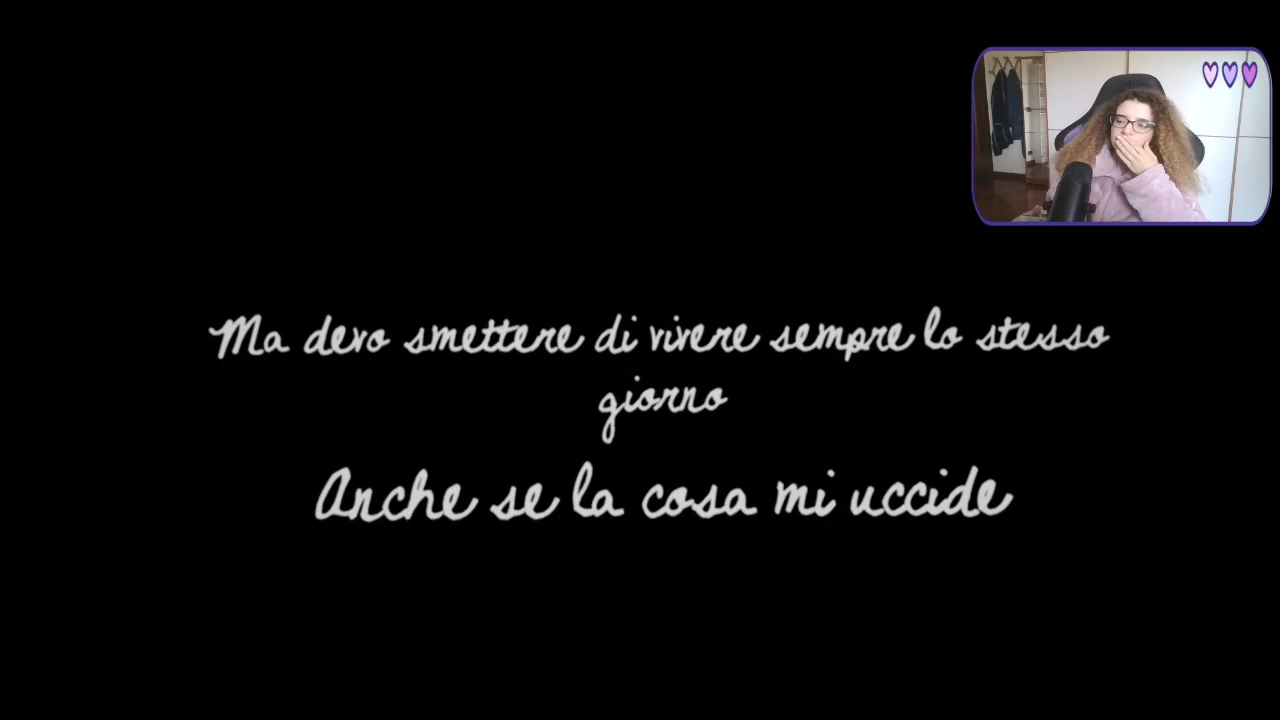 Ma devo smettere di vivere sempre lo stesso
giorno
Anche se la cosa mi uccide